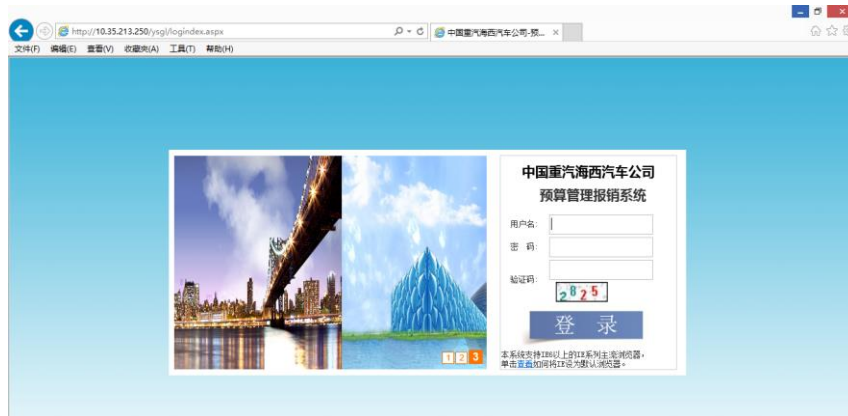 http://10.35.213.250/ysgl/logindex.aspx
中国重汽海西汽车公司-预...
文件(F) 编辑(E) 查看(V) 收藏夹(A) 工具(T) 帮助(H)
中国重汽海西汽车公司
预算管理报销系统
用户名:
密 码:
验证码:
2825
登 录
1 2 3
本系统支持IE8以上的IE系列主流浏览器,
单击查看如何将IE设为默认浏览器。